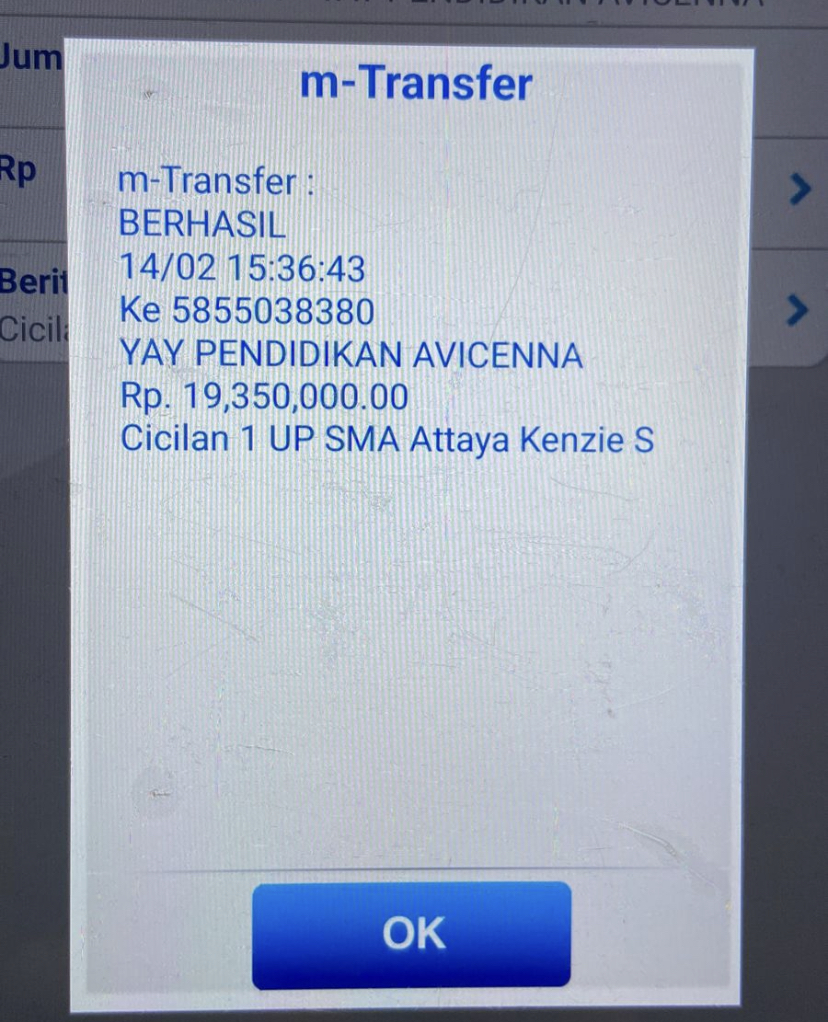 Jum
Rp
Berit
m-Transfer
m-Transfer :
BERHASIL
14/02 15:36:43
Ke 5855038380
YAY PENDIDIKAN AVICENNA
Rp. 19,350,000.00
Cicilan 1 UP SMA Attaya Kenzie S
OK